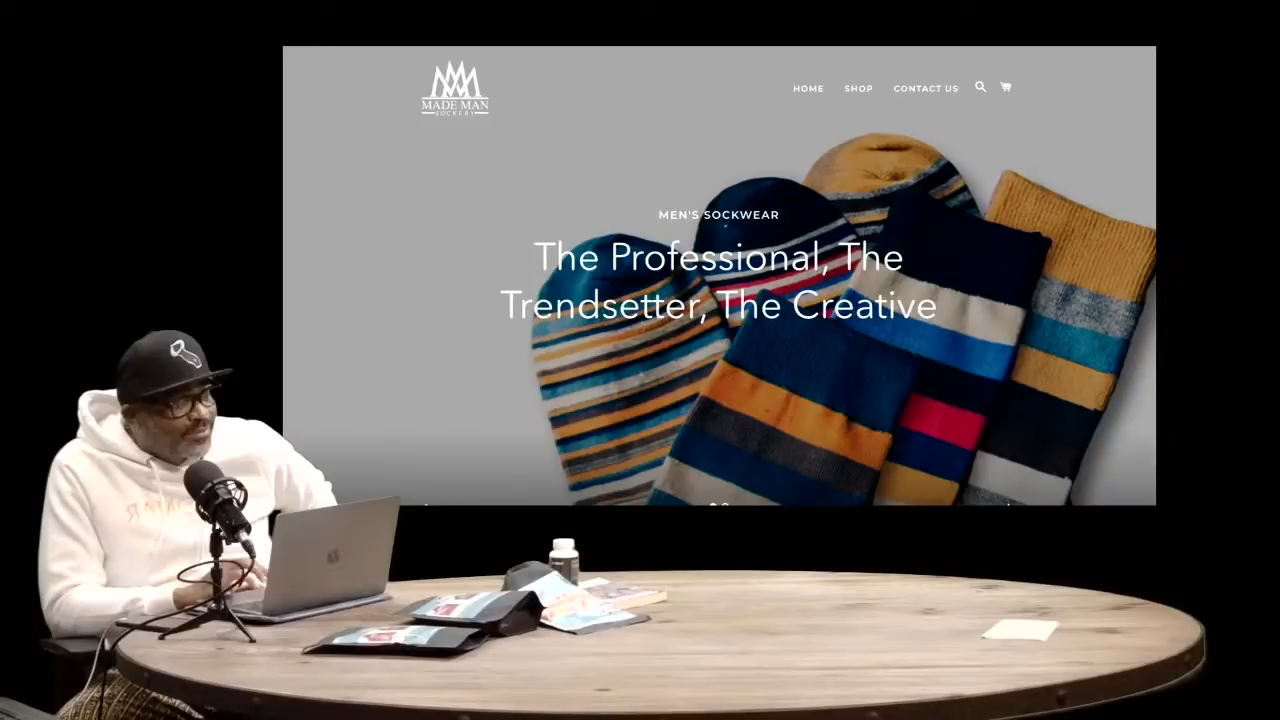 MADE MAN
SOCKERY
HOME
SHOP
CONTACT US
MEN'S SOCKWEAR
The Professional, The
Trendsetter, The Creative